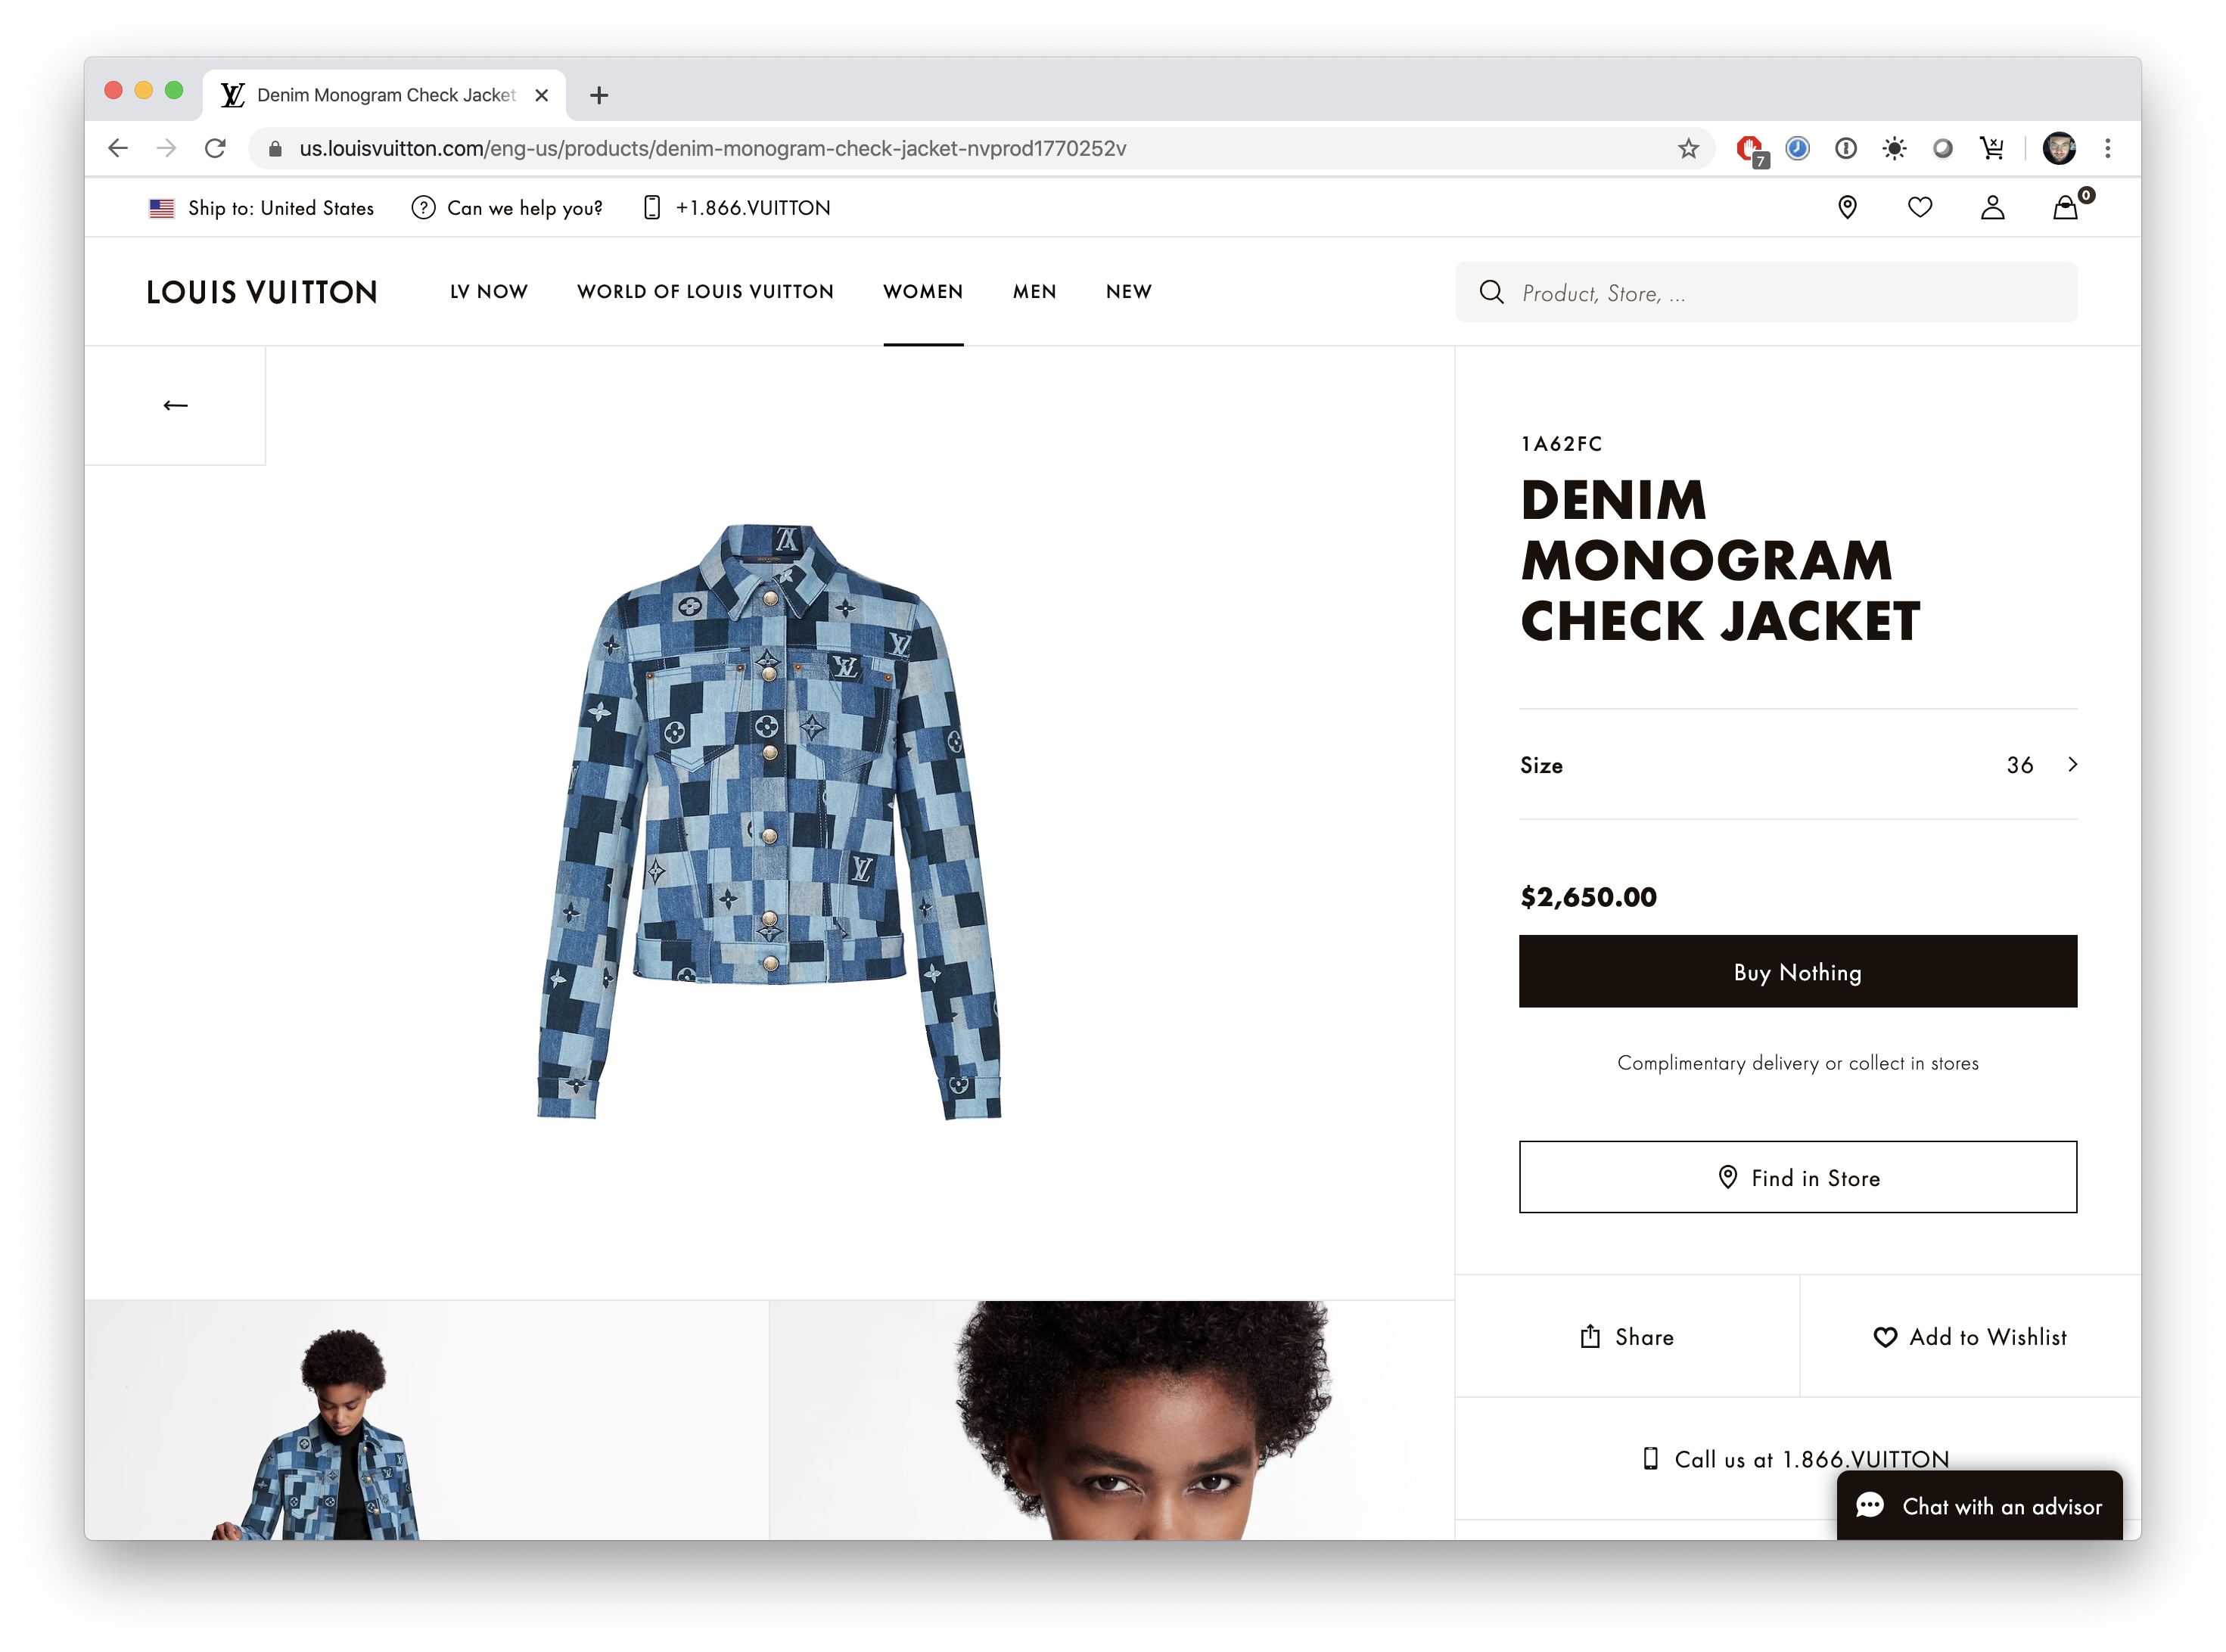 Denim Monogram Check Jacket
us.louisvuitton.com/eng-us/products/denim-monogram-check-jacket-nvprod1770252v
7
Ship to: United States
Can we help you?
+1.866.VUITTON
0
LOUIS VUITTON
LV NOW
WORLD OF LOUIS VUITTON
WOMEN
MEN
NEW
Product, Store, ...
1A62FC
DENIM
MONOGRAM
CHECK JACKET
Size
36
$2,650.00
Buy Nothing
Complimentary delivery or collect in stores
Find in Store
Share
Add to Wishlist
Call us at 1.866.VUITTON
Chat with an advisor